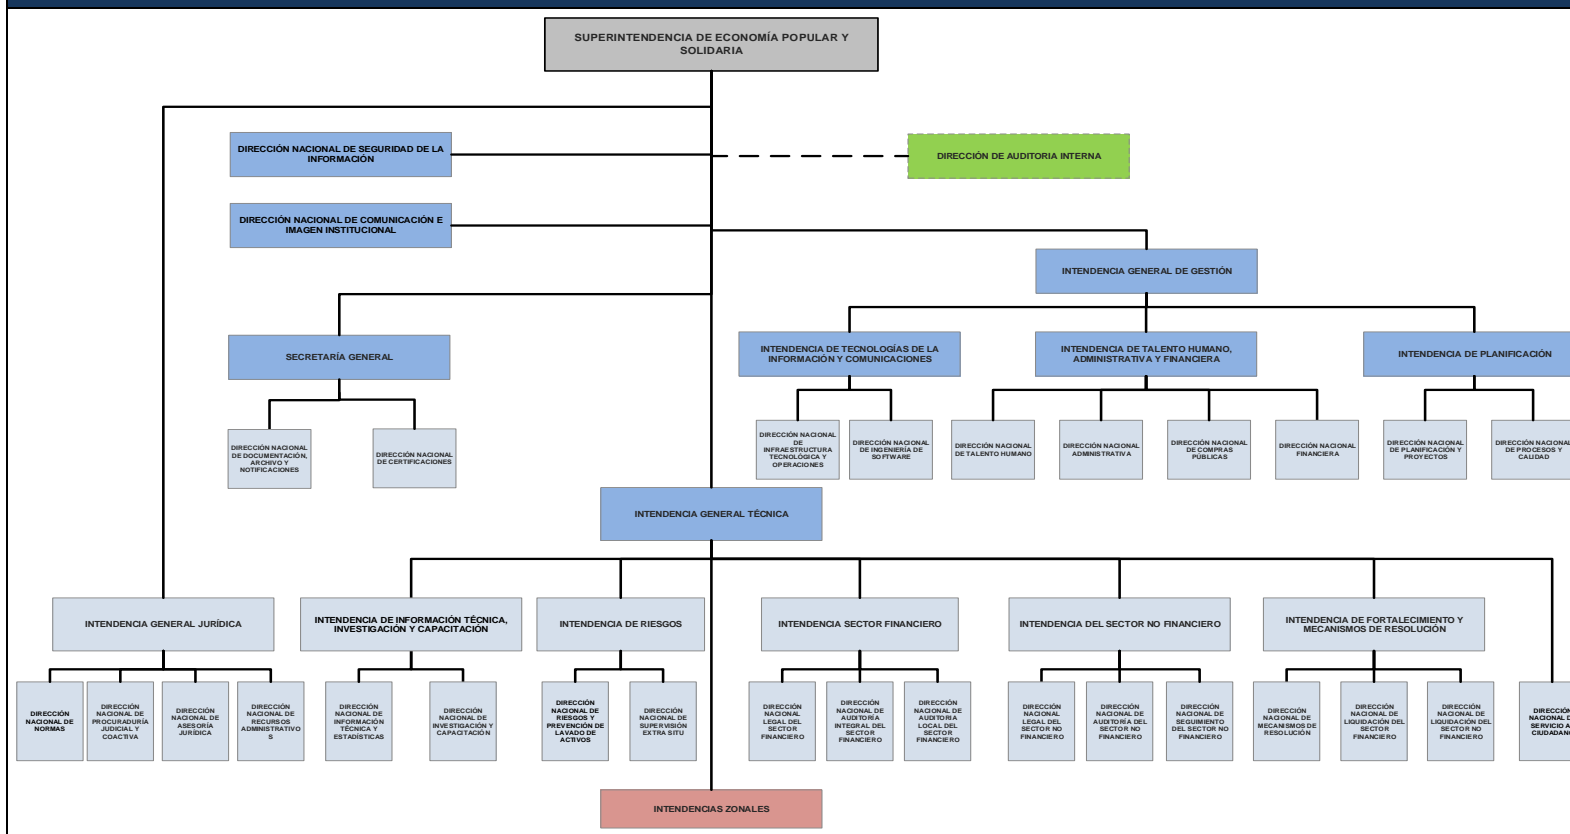 SUPERINTENDENCIA DE ECONOMÍA POPULAR Y
SOLIDARIA
DIRECCIÓN NACIONAL DE SEGURIDAD DE LA
INFORMACIÓN
DIRECCIÓN DE AUDITORIA INTERNA
DIRECCIÓN NACIONAL DE COMUNICACIÓN E
IMAGEN INSTITUCIONAL
INTENDENCIA GENERAL DE GESTIÓN
SECRETARÍA GENERAL
INTENDENCIA DE TECNOLOGÍAS DE LA
INFORMACIÓN Y COMUNICACIONES
INTENDENCIA DE TALENTO HUMANO,
ADMINISTRATIVA Y FINANCIERA
INTENDENCIA DE PLANIFICACIÓN
DIRECCIÓN NACIONAL
DE DOCUMENTACIÓN,
ARCHIVO Y
NOTIFICACIONES
DIRECCIÓN NACIONAL
DE CERTIFICACIONES
DIRECCIÓN NACIONAL
DE
INFRAESTRUCTURA
TECNOLÓGICA Y
OPERACIONES
DIRECCIÓN NACIONAL
DE INGENIERÍA DE
SOFTWARE
DIRECCIÓN NACIONAL
DE TALENTO HUMANO
DIRECCIÓN NACIONAL
ADMINISTRATIVA
DIRECCIÓN NACIONAL
DE COMPRAS
PÚBLICAS
DIRECCIÓN NACIONAL
FINANCIERA
DIRECCIÓN NACIONAL
DE PLANIFICACIÓN Y
PROYECTOS
DIRECCIÓN NACIONAL
DE PROCESOS Y
CALIDAD
INTENDENCIA GENERAL TÉCNICA
INTENDENCIA GENERAL JURÍDICA
INTENDENCIA DE INFORMACIÓN TÉCNICA,
INVESTIGACIÓN Y CAPACITACIÓN
INTENDENCIA DE RIESGOS
INTENDENCIA SECTOR FINANCIERO
INTENDENCIA DEL SECTOR NO FINANCIERO
INTENDENCIA DE FORTALECIMIENTO Y
MECANISMOS DE RESOLUCIÓN
DIRECCIÓN
NACIONAL DE
NORMAS
DIRECCIÓN
NACIONAL DE
PROCURADURÍA
JUDICIAL Y
COACTIVA
DIRECCIÓN
NACIONAL DE
ASESORÍA
JURÍDICA
DIRECCIÓN
NACIONAL DE
RECURSOS
ADMINISTRATIVO
S
DIRECCIÓN
NACIONAL DE
INFORMACIÓN
TÉCNICA Y
ESTADÍSTICAS
DIRECCIÓN
NACIONAL DE
INVESTIGACIÓN Y
CAPACITACIÓN
DIRECCIÓN
NACIONAL DE
RIESGOS Y
PREVENCIÓN DE
LAVADO DE
ACTIVOS
DIRECCIÓN
NACIONAL DE
SUPERVISIÓN
EXTRA SITU
DIRECCIÓN
NACIONAL
LEGAL DEL
SECTOR
FINANCIERO
DIRECCIÓN
NACIONAL DE
AUDITORÍA
INTEGRAL DEL
SECTOR
FINANCIERO
DIRECCIÓN
NACIONAL DE
AUDITORIA
LOCAL DEL
SECTOR
FINANCIERO
DIRECCIÓN
NACIONAL
LEGAL DEL
SECTOR NO
FINANCIERO
DIRECCIÓN
NACIONAL DE
AUDITORÍA DEL
SECTOR NO
FINANCIERO
DIRECCIÓN
NACIONAL DE
SEGUIMIENTO
DEL SECTOR NO
FINANCIERO
DIRECCIÓN
NACIONAL DE
MECANISMOS DE
RESOLUCIÓN
DIRECCIÓN
NACIONAL DE
LIQUIDACIÓN DEL
SECTOR
FINANCIERO
DIRECCIÓN
NACIONAL DE
LIQUIDACIÓN DEL
SECTOR NO
FINANCIERO
DIRECCIÓN
NACIONAL DE
SERVICIO
INTENDENCIAS ZONALES